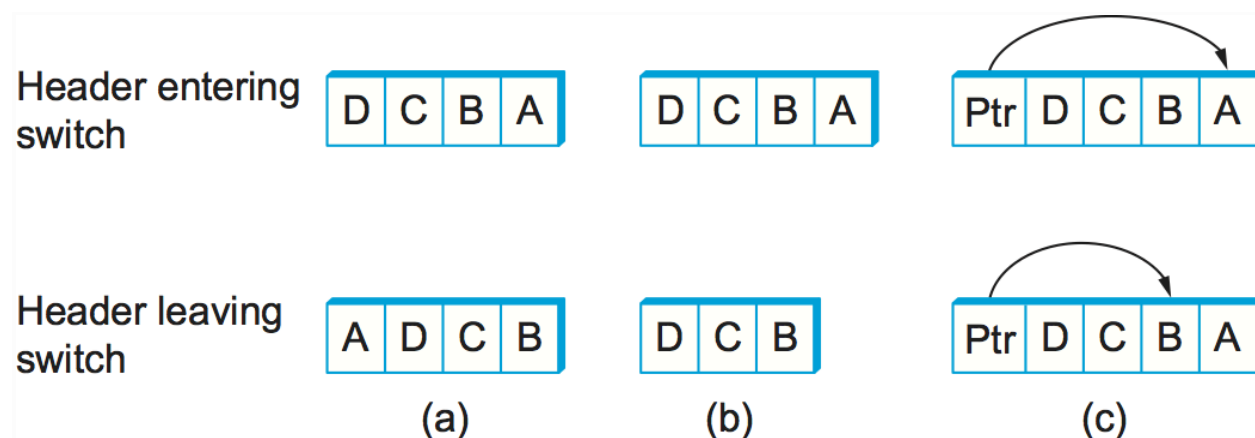 Header entering
switch
D C B A
D C B A
Ptr D C B A
Header leaving
switch
A D C B
D C B
Ptr D C B A
(a)
(b)
(c)